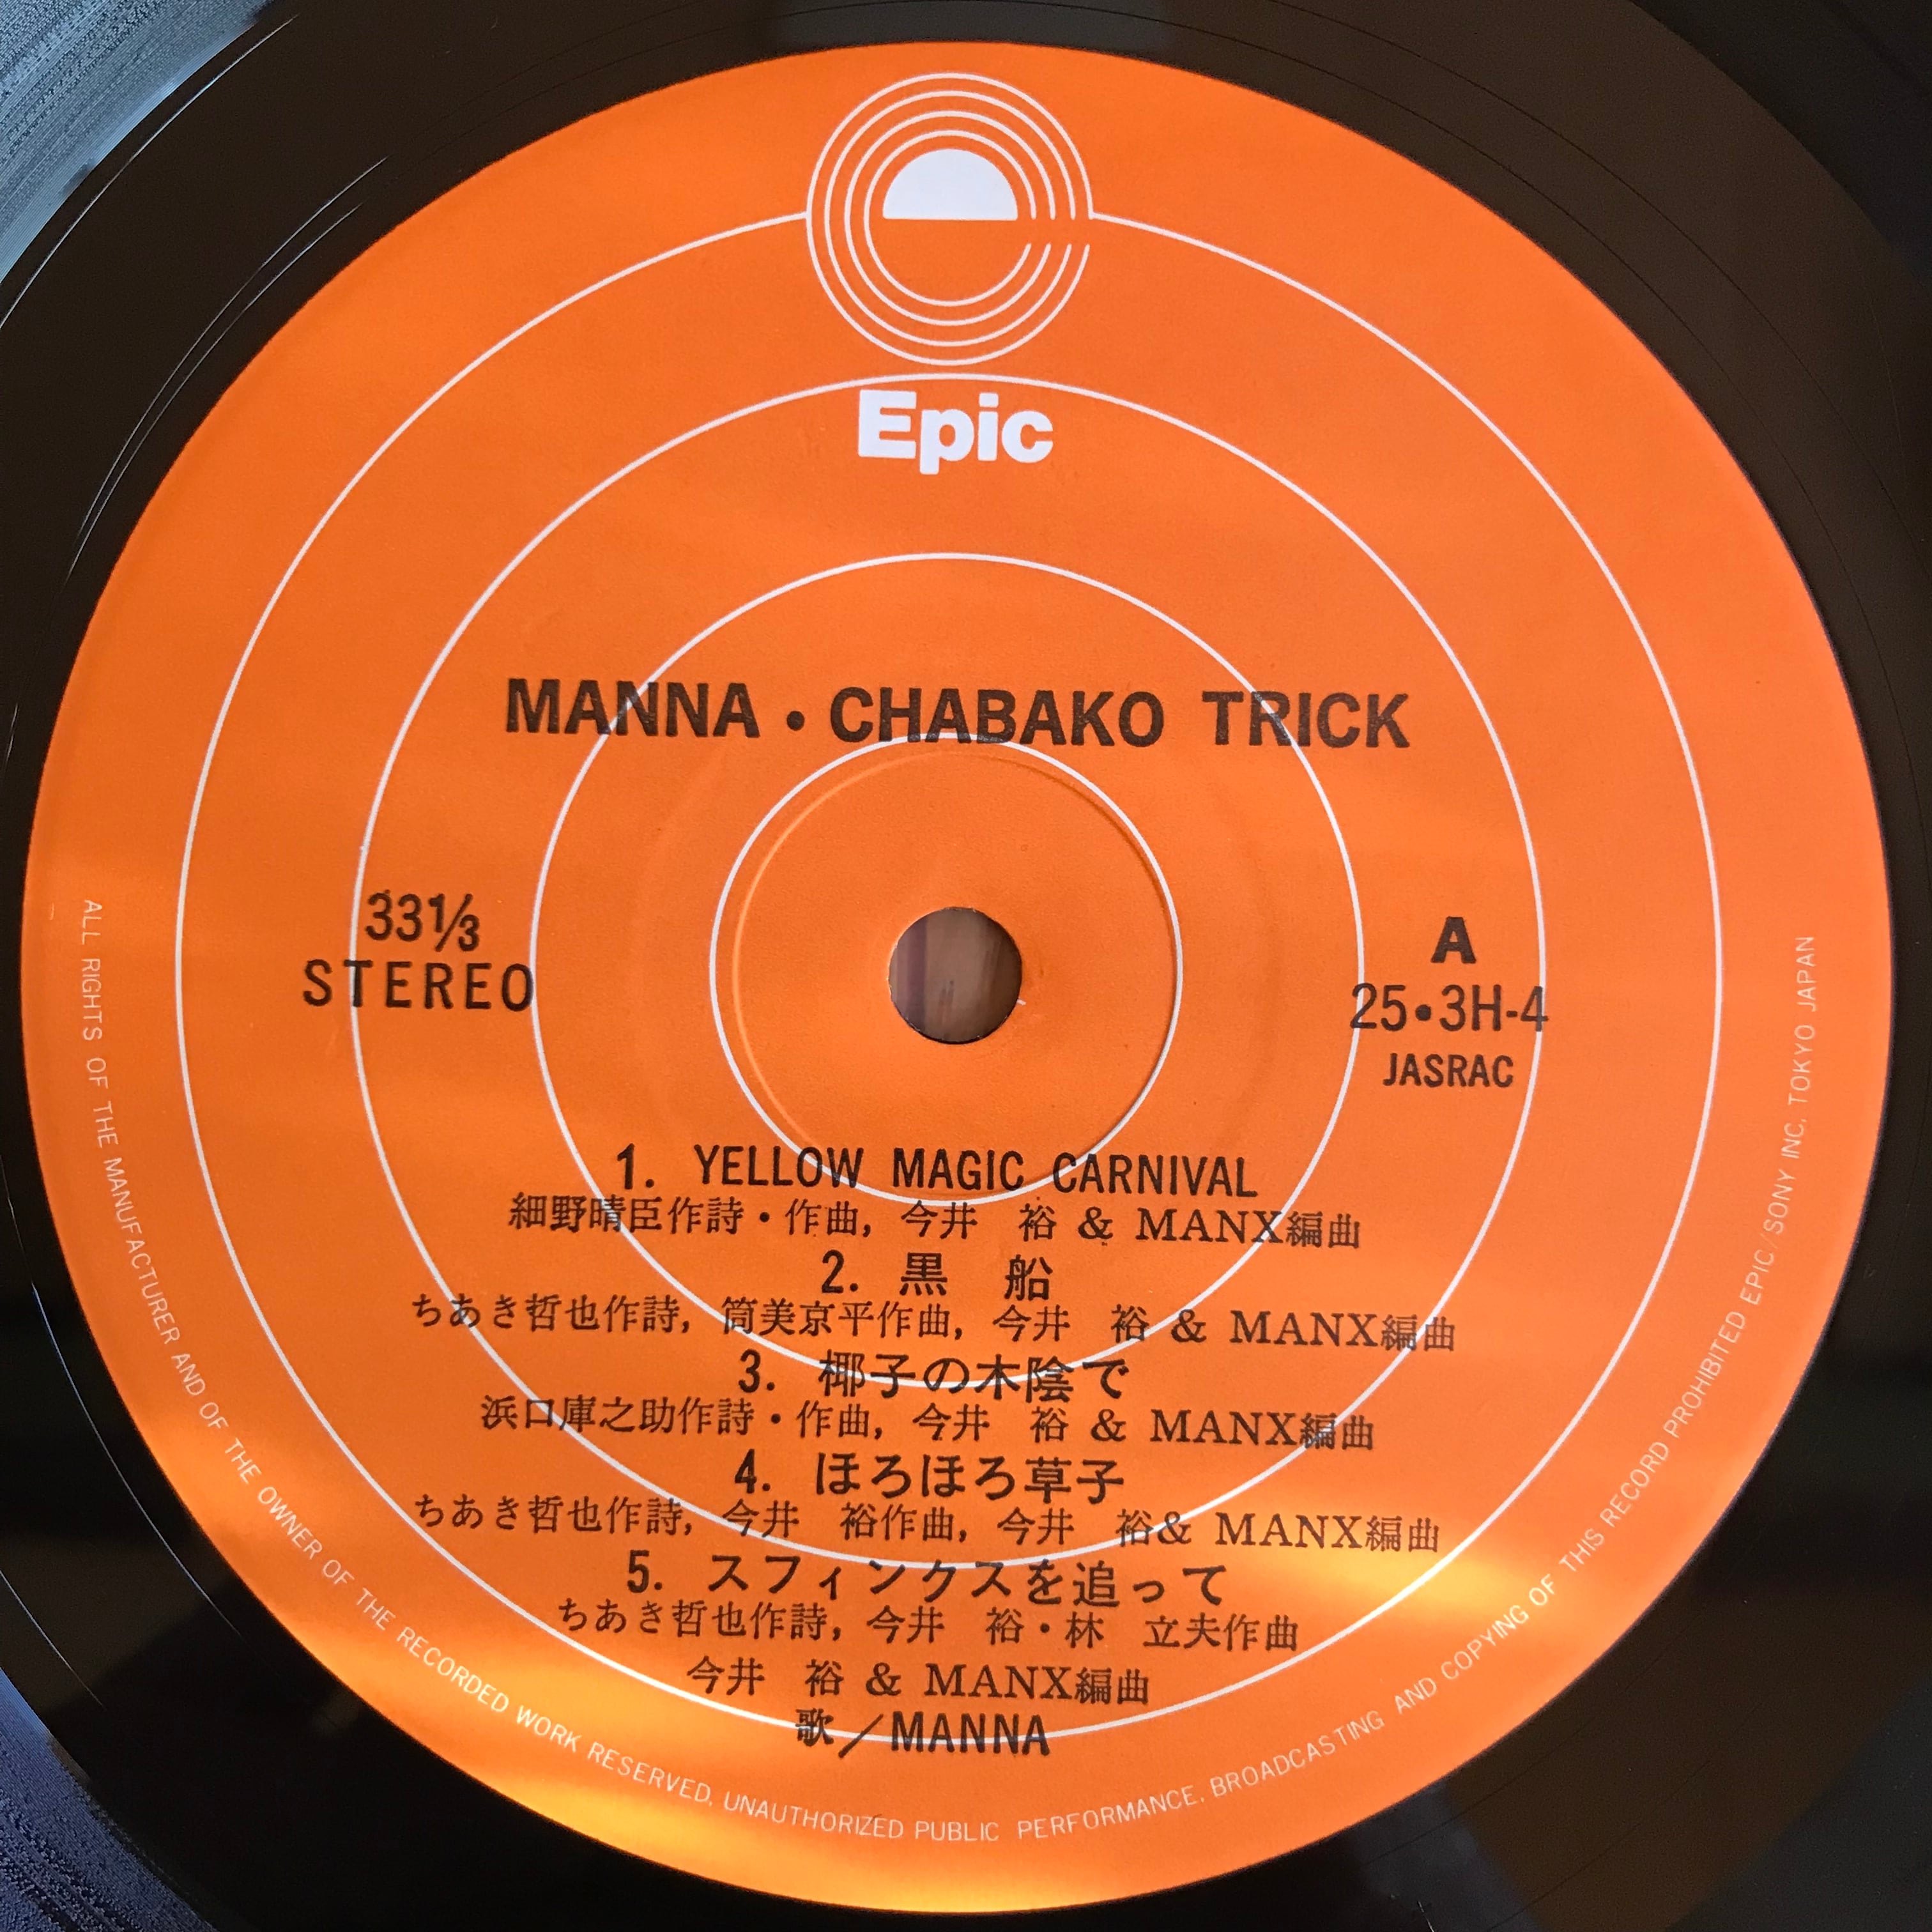 Epic
MANNA・CHABAKO TRICK
33⅓
STEREO
A
25・3H-4
JASRAC
1. YELLOW MAGIC CARNIVAL
細野晴臣作詩・作曲, 今井 裕 & MANX編曲
2. 黒 船
ちあき哲也作詩, 筒美京平作曲, 今井 裕 & MANX編曲
3. 椰子の木陰で
浜口庫之助作詩・作曲, 今井 裕 & MANX編曲
4. ほろほろ草子
ちあき哲也作詩, 今井 裕作曲, 今井 裕& MANX編曲
5. スフィンクスを追って
ちあき哲也作詩, 今井 裕・林 立夫作曲
今井 裕 & MANX編曲
歌/MANNA
ALL RIGHTS OF THE MANUFACTURER AND OF THE OWNER OF THE RECORDED WORK RESERVED. UNAUTHORIZED PUBLIC PERFORMANCE. BROADCASTING AND COPYING OF THIS RECORD PROHIBITED EPIC/SONY INC. TOKYO JAPAN